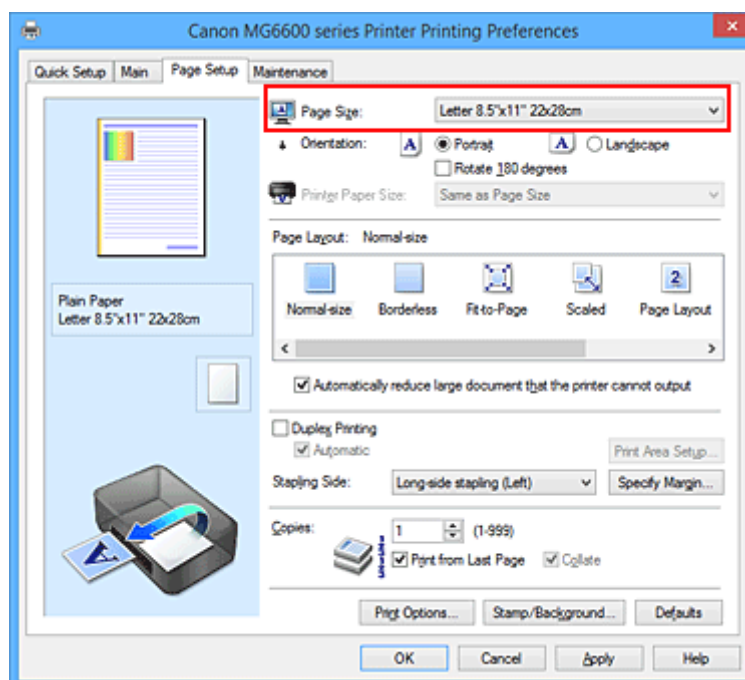 Canon MG6600 series Printer Printing Preferences
Quick Setup Main Page Setup Maintenance
Page Size: Letter 8.5"x11" 22x28cm
Orientation: A Portrait A Landscape
Rotate 180 degrees
Printer Paper Size: Same as Page Size
Page Layout: Normal-size
2
Normal-size Borderless Fit-to-Page Scaled Page Layout
Plain Paper
Letter 8.5"x11" 22x28cm
Automatically reduce large document that the printer cannot output
Duplex Printing
Automatic Print Area Setup...
Stapling Side: Long-side stapling (Left) Specify Margin...
Copies: 1 (1-999)
Print from Last Page Collate
A
Print Options... Stamp/Background... Defaults
OK Cancel Apply Help